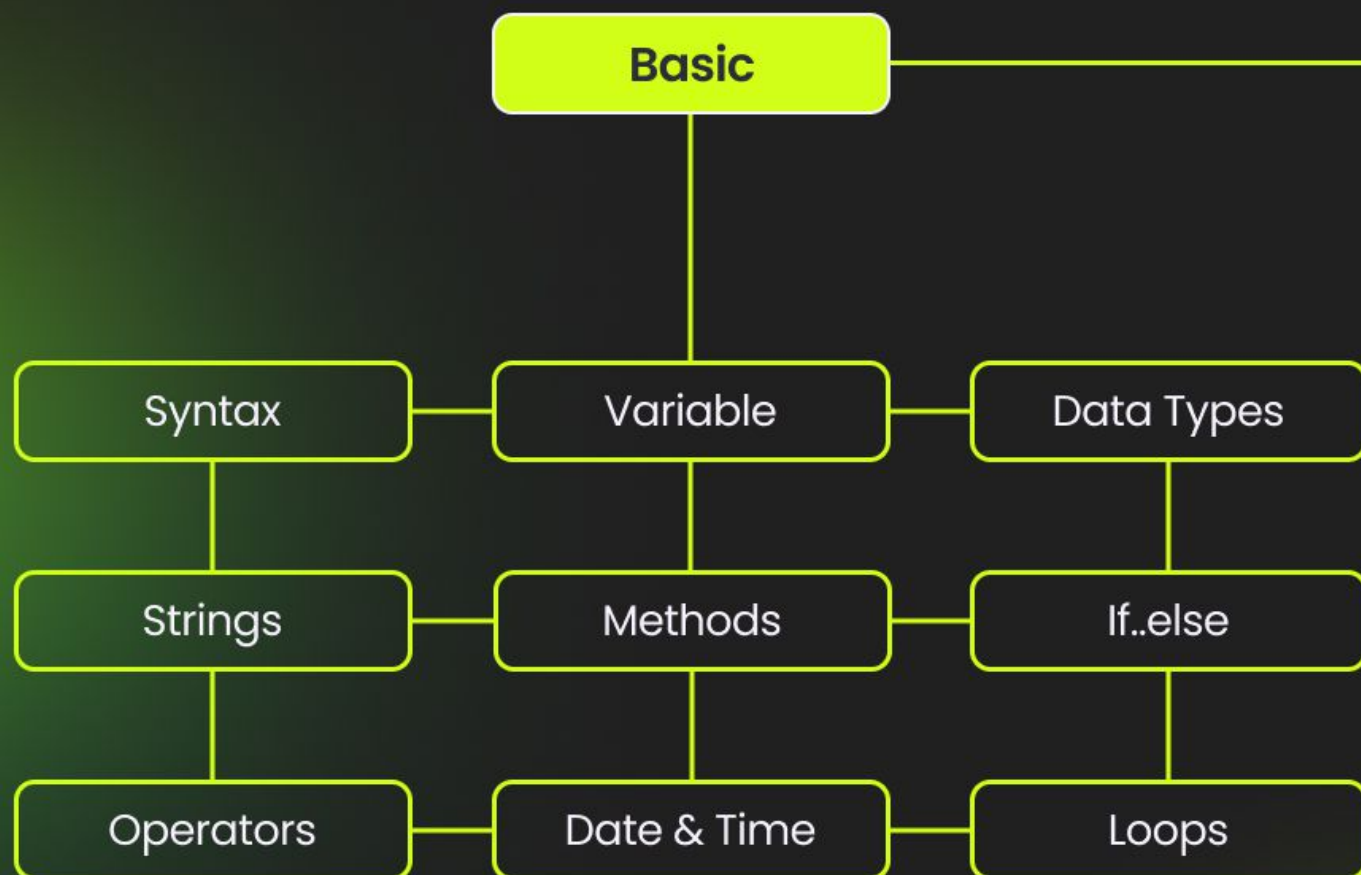 Basic
Syntax
Variable
Data Types
Strings
Methods
If..else
Operators
Date & Time
Loops